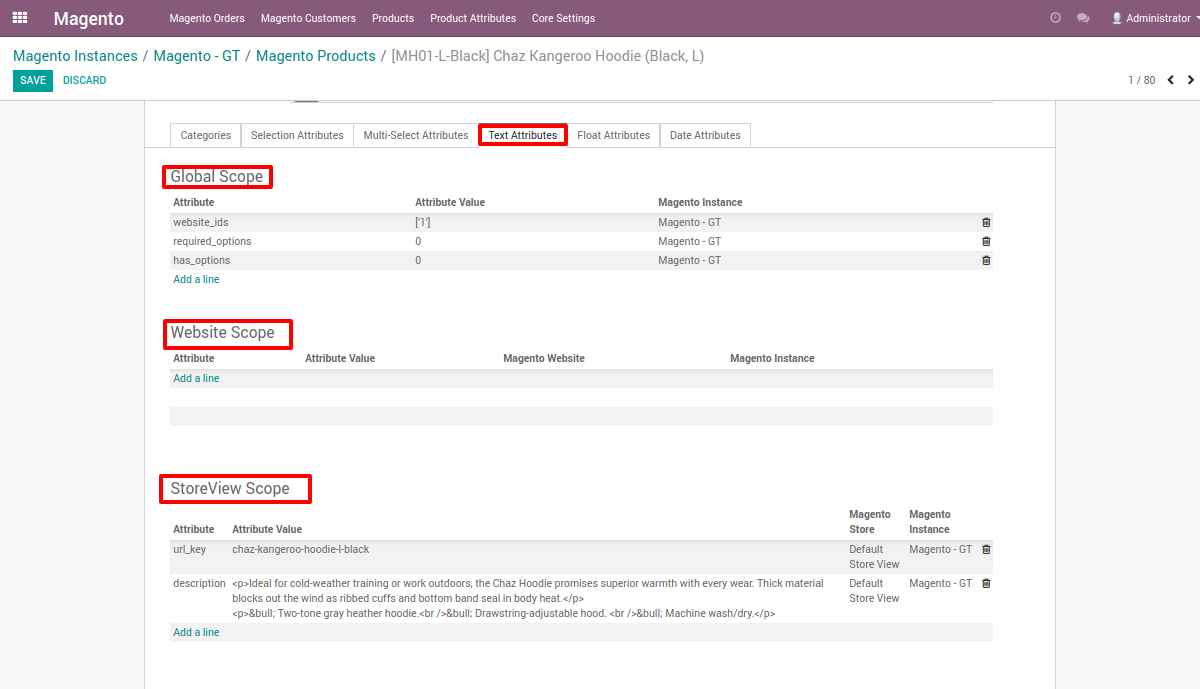 Magento Magento Orders Magento Customers Products Product Attributes Core Settings Administrator
Magento Instances / Magento - GT / Magento Products / [MH01-L-Black] Chaz Kangeroo Hoodie (Black, L)
SAVE DISCARD 1 / 80
Categories Selection Attributes Multi-Select Attributes Text Attributes Float Attributes Date Attributes
Global Scope
Attribute Attribute Value Magento Instance
website_ids ['1'] Magento - GT
required_options 0 Magento - GT
has_options 0 Magento - GT
Add a line
Website Scope
Attribute Attribute Value Magento Website Magento Instance
Add a line
StoreView Scope
Magento Magento
Attribute Attribute Value Store Instance
url_key chaz-kangeroo-hoodie-l-black Default Magento - GT
Store View
description <p>Ideal for cold-weather training or work outdoors, the Chaz Hoodie promises superior warmth with every wear. Thick material Default Magento - GT
blocks out the wind as ribbed cuffs and bottom band seal in body heat.</p> Store View
<p>&bull; Two-tone gray heather hoodie.<br />&bull; Drawstring-adjustable hood. <br />&bull; Machine wash/dry.</p>
Add a line